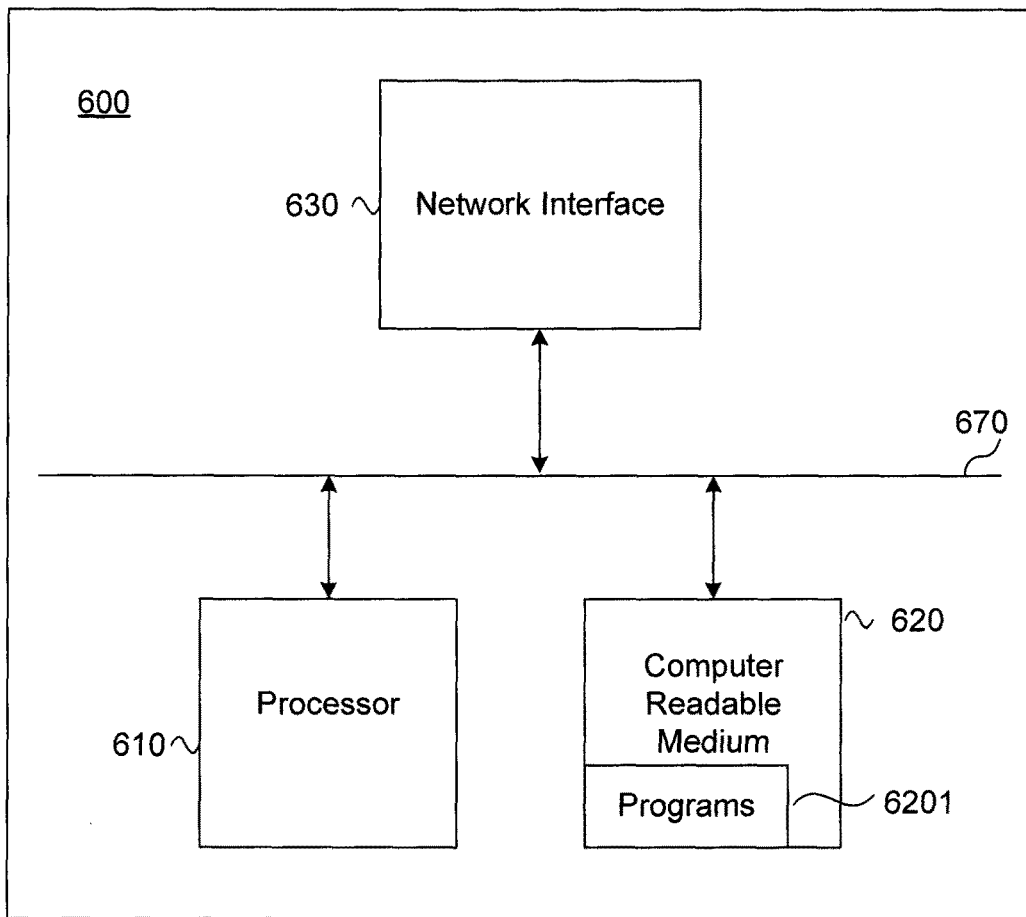 600
630
Network Interface
670
Processor
610
Computer
Readable
Medium
620
Programs
6201